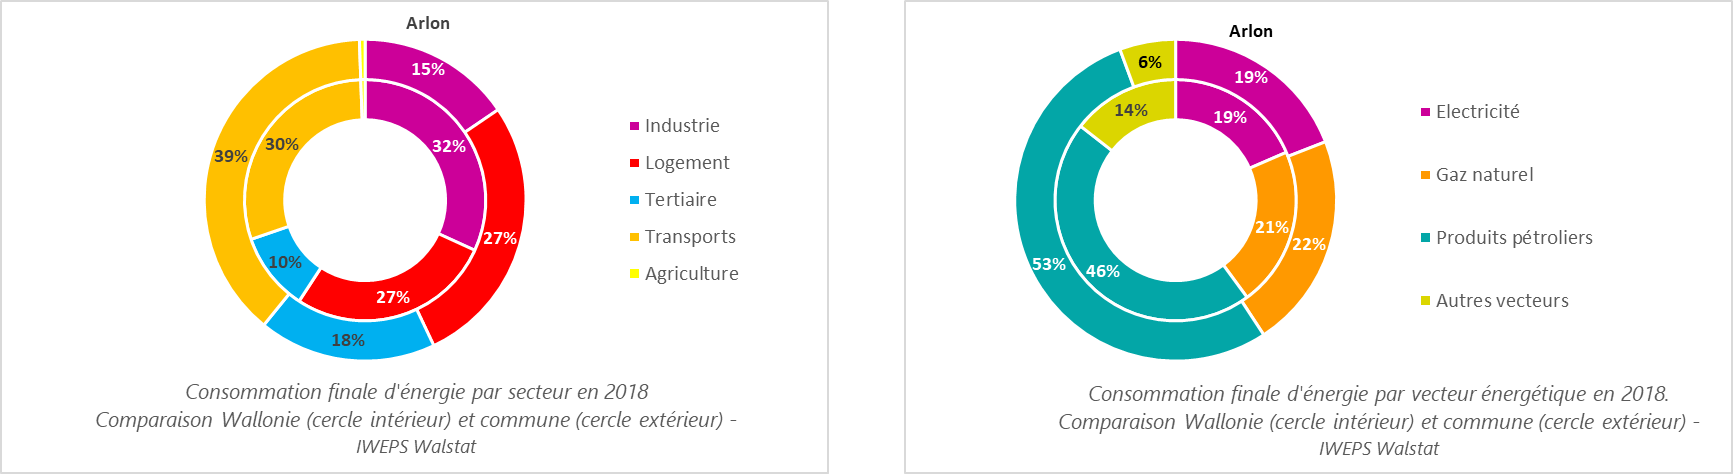 Arlon
15%
32%
39%
30%
27%
10%
27%
18%
Industrie
Logement
Tertiaire
Transports
Agriculture
Consommation finale d'énergie par secteur en 2018
Comparaison Wallonie (cercle intérieur) et commune (cercle extérieur) -
IWEPS Walstat
Arlon
6%
19%
14%
19%
21%
22%
53%
46%
Electricité
Gaz naturel
Produits pétroliers
Autres vecteurs
Consommation finale d'énergie par vecteur énergétique en 2018.
Comparaison Wallonie (cercle intérieur) et commune (cercle extérieur) -
IWEPS Walstat